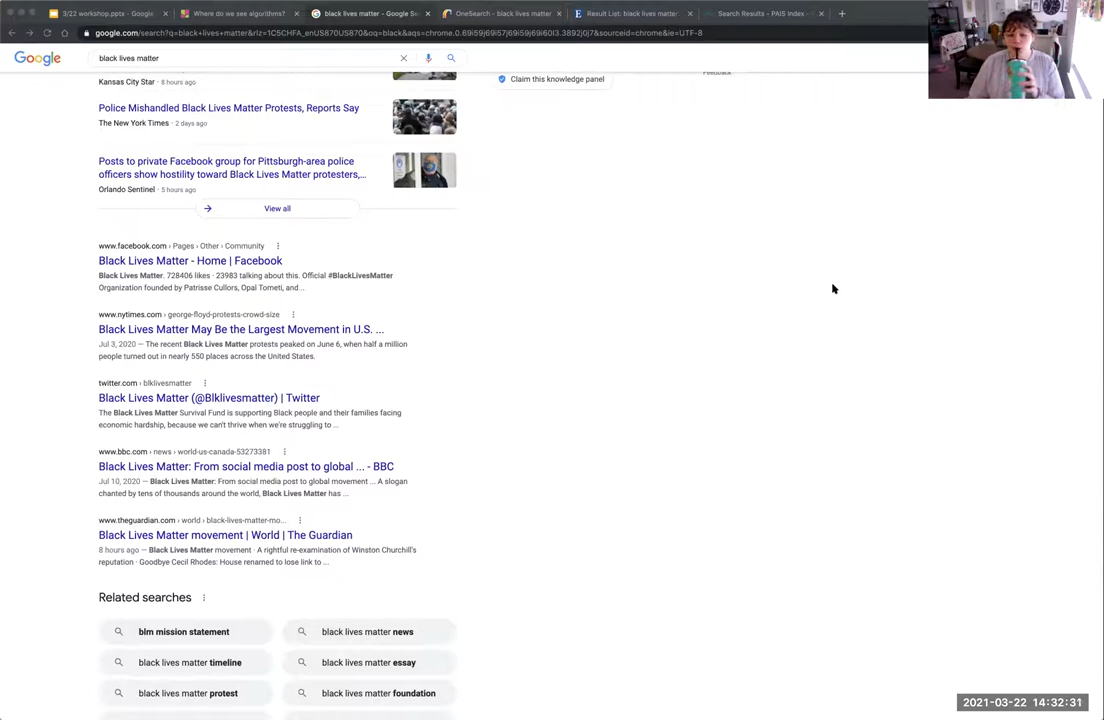 3/22 workshop.pptx - Google
Where do we see algorithms?
black lives matter - Google Se
OneSearch - black lives matter
Result List: black lives matter
Search Results - PAIS Index
google.com/search?q=black+lives+matter&rlz=1C5CHFA_enUS870US870&oq=black&aqs=chrome.0.69i59j69i57j69i59j69i60l3.3892j0j7&sourceid=chrome&ie=UTF-8
Google
black lives matter
Kansas City Star · 8 hours ago
Claim this knowledge panel
Feedback
Police Mishandled Black Lives Matter Protests, Reports Say
The New York Times · 2 days ago
Posts to private Facebook group for Pittsburgh-area police
officers show hostility toward Black Lives Matter protesters,...
Orlando Sentinel · 5 hours ago
View all
www.facebook.com › Pages › Other › Community
Black Lives Matter - Home | Facebook
Black Lives Matter. 728406 likes · 23983 talking about this. Official #BlackLivesMatter
Organization founded by Patrisse Cullors, Opal Tometi, and...
www.nytimes.com › george-floyd-protests-crowd-size
Black Lives Matter May Be the Largest Movement in U.S. ...
Jul 3, 2020 — The recent Black Lives Matter protests peaked on June 6, when half a million
people turned out in nearly 550 places across the United States.
twitter.com › blklivesmatter
Black Lives Matter (@Blklivesmatter) | Twitter
The Black Lives Matter Survival Fund is supporting Black people and their families facing
economic hardship, because we can't thrive when we're struggling to ...
www.bbc.com › news › world-us-canada-53273381
Black Lives Matter: From social media post to global ... - BBC
Jul 10, 2020 — Black Lives Matter: From social media post to global movement ... A slogan
chanted by tens of thousands around the world, Black Lives Matter has ...
www.theguardian.com › world › black-lives-matter-mo...
Black Lives Matter movement | World | The Guardian
8 hours ago — Black Lives Matter movement · A rightful re-examination of Winston Churchill's
reputation · Goodbye Cecil Rhodes: House renamed to lose link to ...
Related searches
blm mission statement
black lives matter news
black lives matter timeline
black lives matter essay
black lives matter protest
black lives matter foundation
2021-03-22 14:32:31